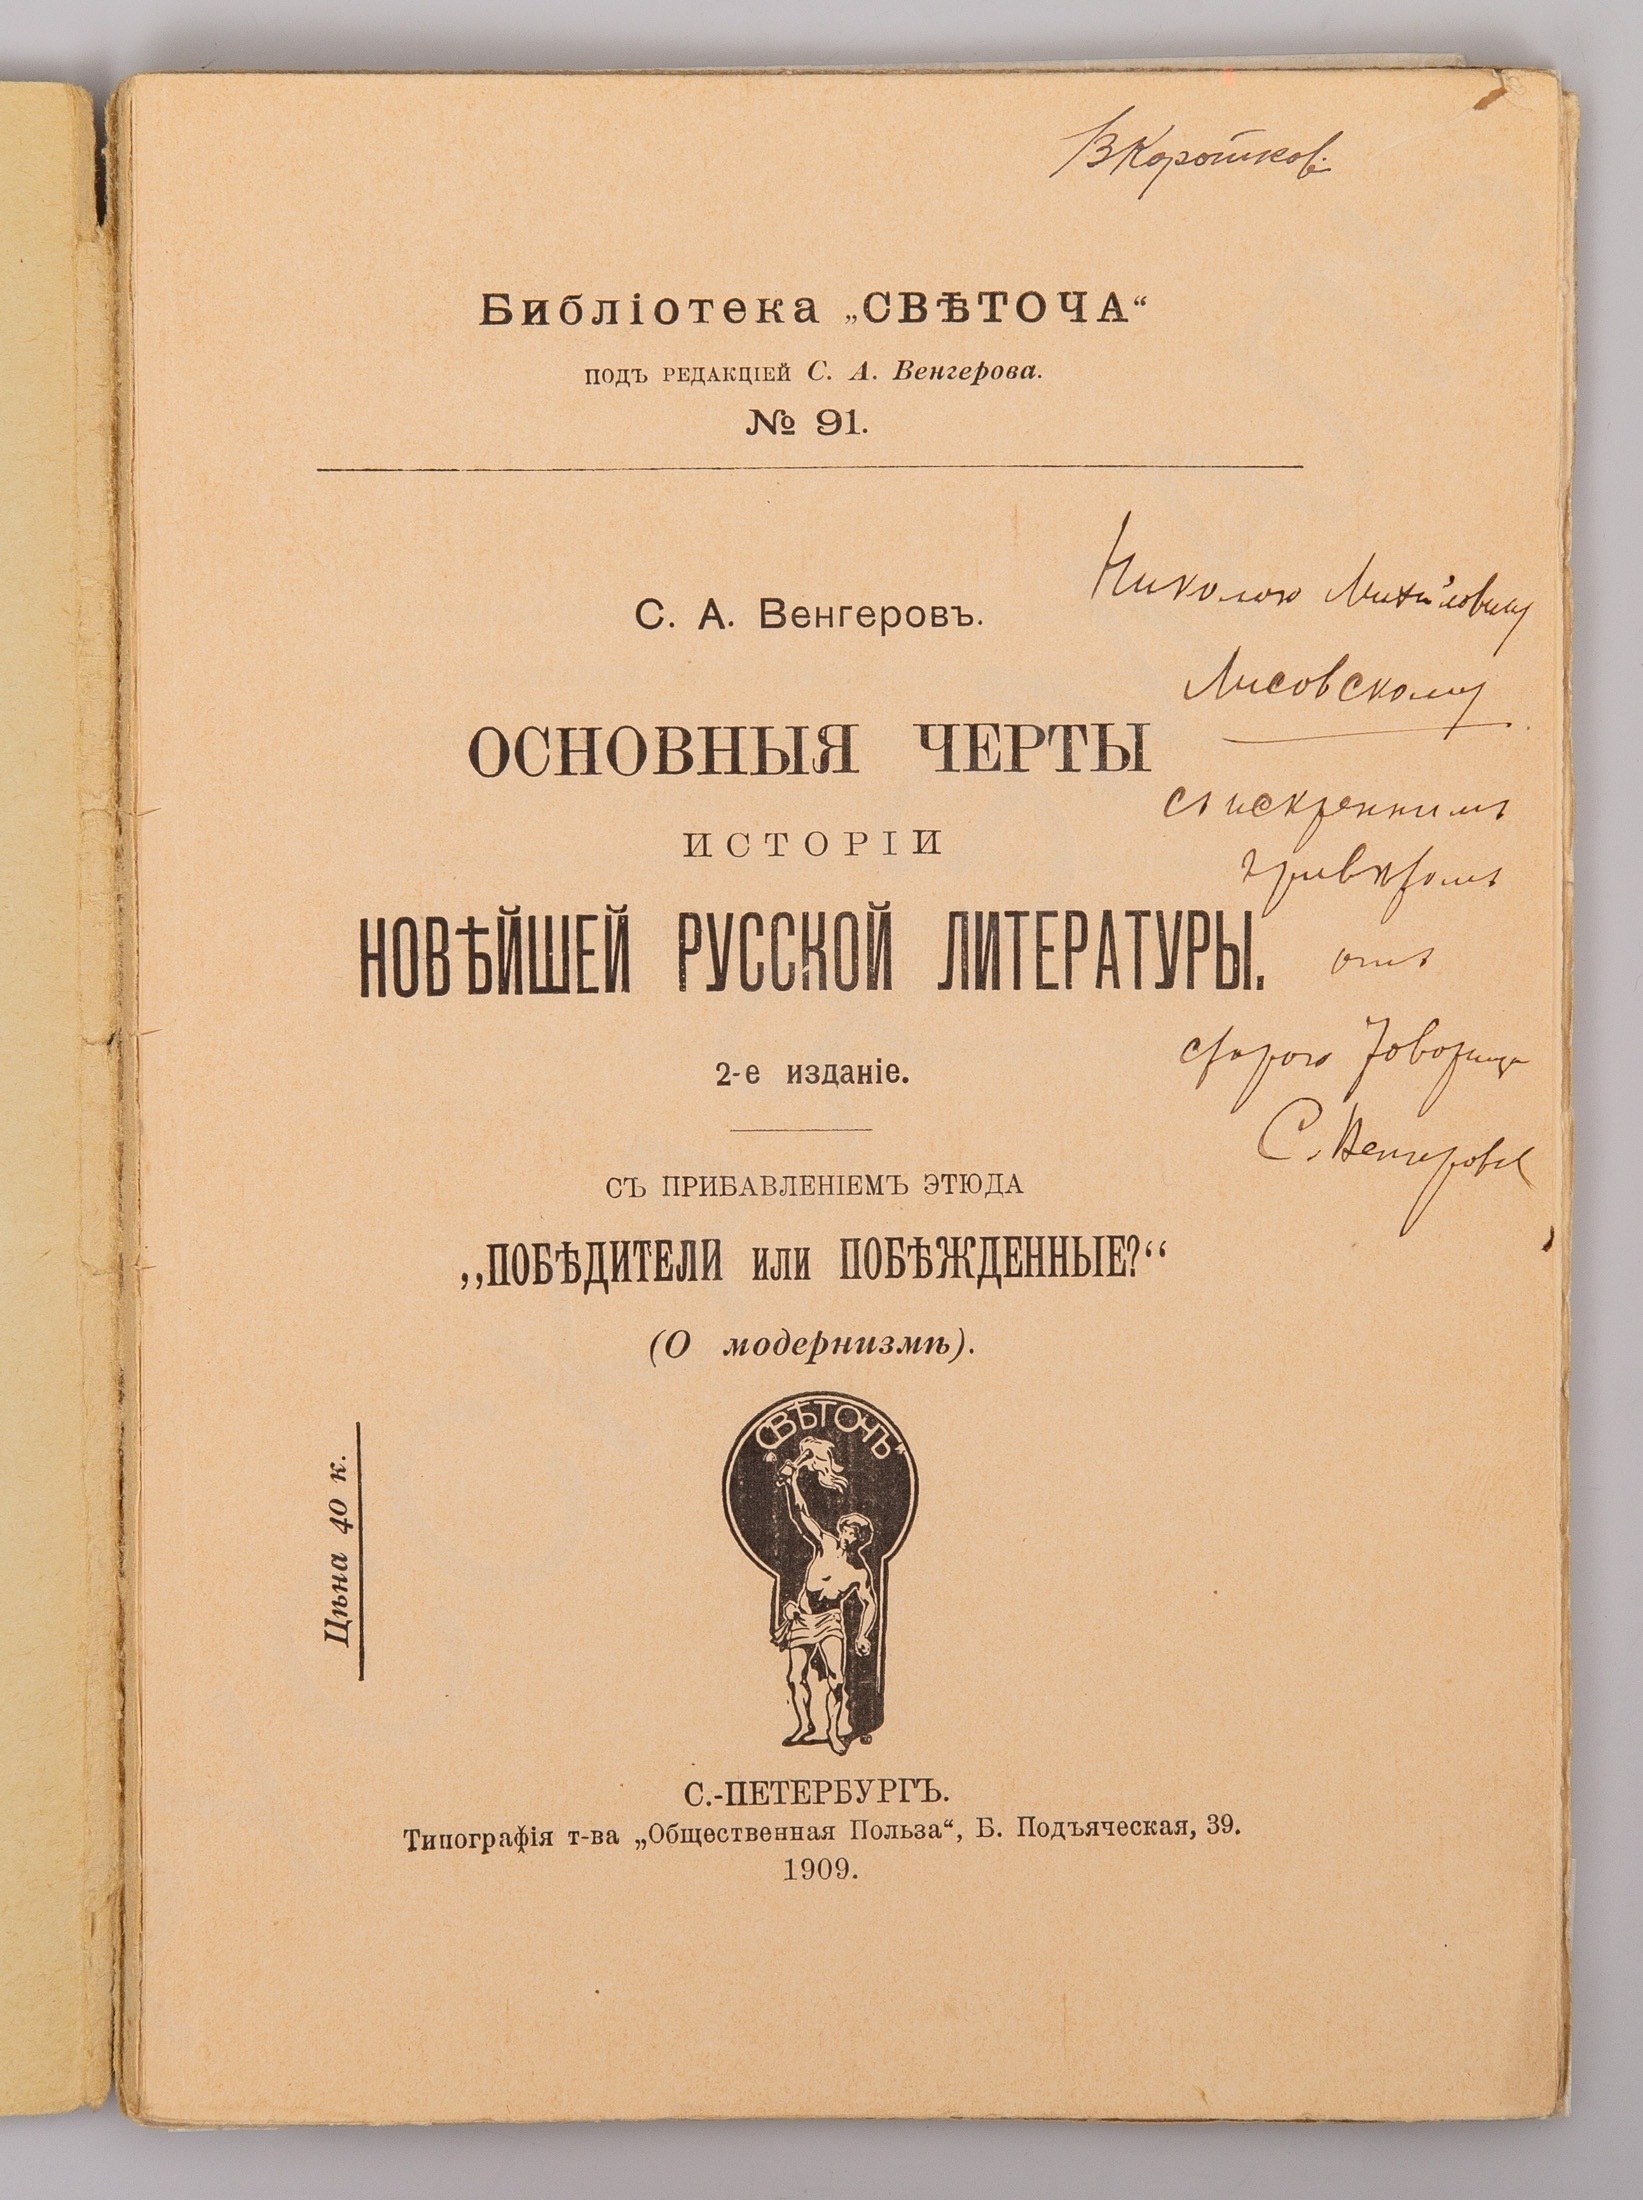 ВКоротков.
Библіотека „СВѢТОЧА“
ПОДЪ РЕДАКЦІЕЙ С. А. Венгерова.
№ 91.
Николаю Михайловичу
Лисовскому
съ искреннимъ
привѣтомъ
отъ
стараго товарища
С. Венгеровъ
С. А. Венгеровъ.
ОСНОВНЫЯ ЧЕРТЫ
ИСТОРІИ
НОВѢЙШЕЙ РУССКОЙ ЛИТЕРАТУРЫ.
2-е изданіе.
СЪ ПРИБАВЛЕНІЕМЪ ЭТЮДА
„ПОБѢДИТЕЛИ или ПОБѢЖДЕННЫЕ?“
(О модернизмѣ).
„СВѢТОЧЪ“
Цѣна 40 к.
С.-ПЕТЕРБУРГЪ.
Типографія т-ва „Общественная Польза“, Б. Подъяческая, 39.
1909.